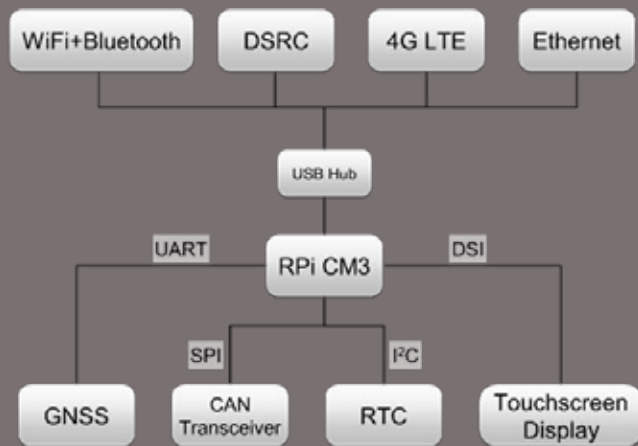 WiFi+Bluetooth
DSRC
4G LTE
Ethernet
USB Hub
UART
RPi CM3
DSI
SPI
I²C
GNSS
CAN
Transceiver
RTC
Touchscreen
Display